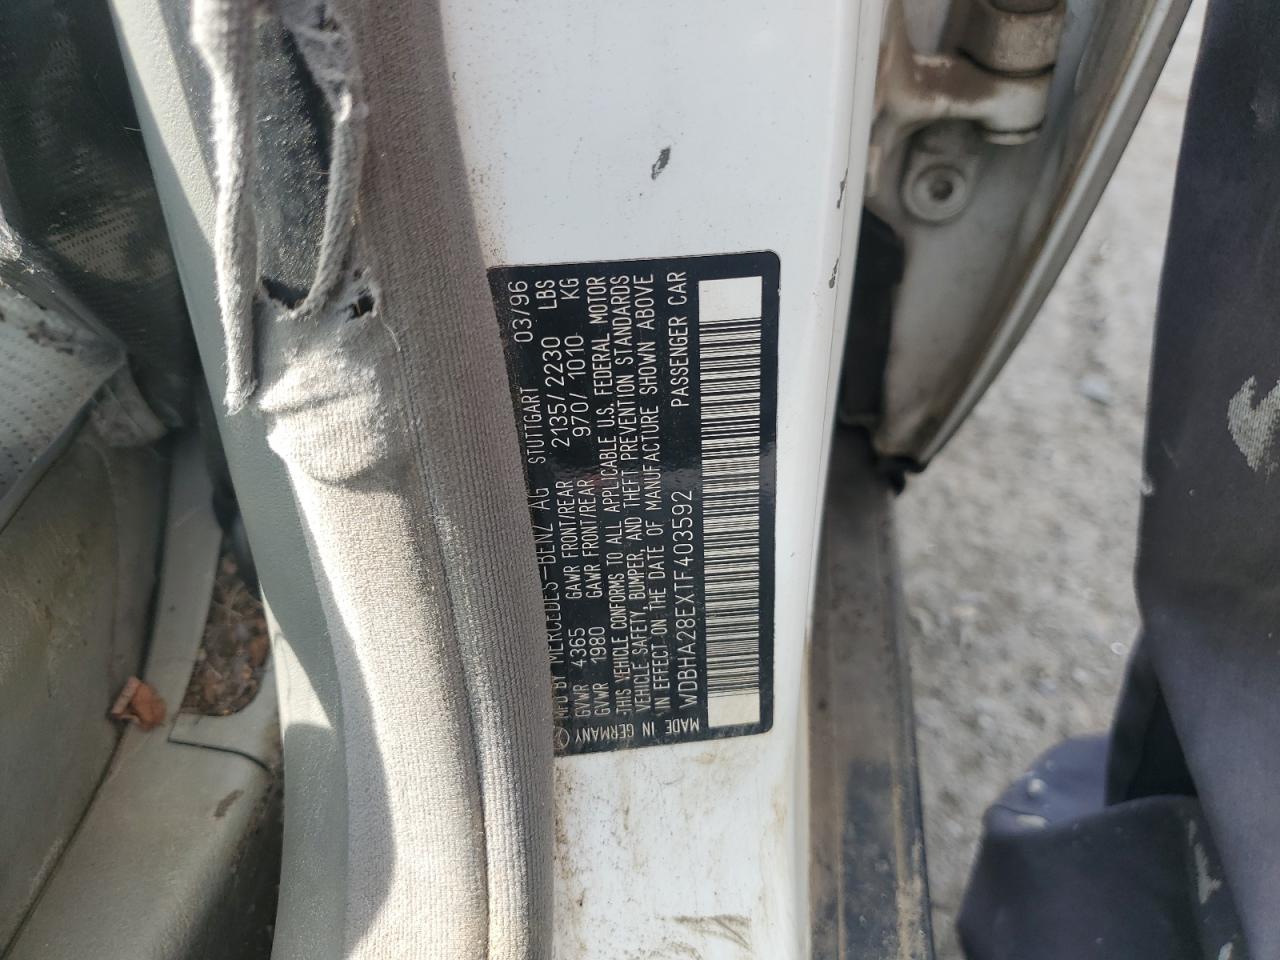 MFD BY MERCEDES-BENZ AG STUTTGART 03/96
GVWR 4365 GAWR FRONT/REAR 2135/2230 LBS
GVWR 1980 GAWR FRONT/REAR 970/1010 KG
THIS VEHICLE CONFORMS TO ALL APPLICABLE U.S. FEDERAL MOTOR
VEHICLE SAFETY, BUMPER, AND THEFT PREVENTION STANDARDS
IN EFFECT ON THE DATE OF MANUFACTURE SHOWN ABOVE
MADE IN GERMANY
WDBHA28EXTF403592 PASSENGER CAR